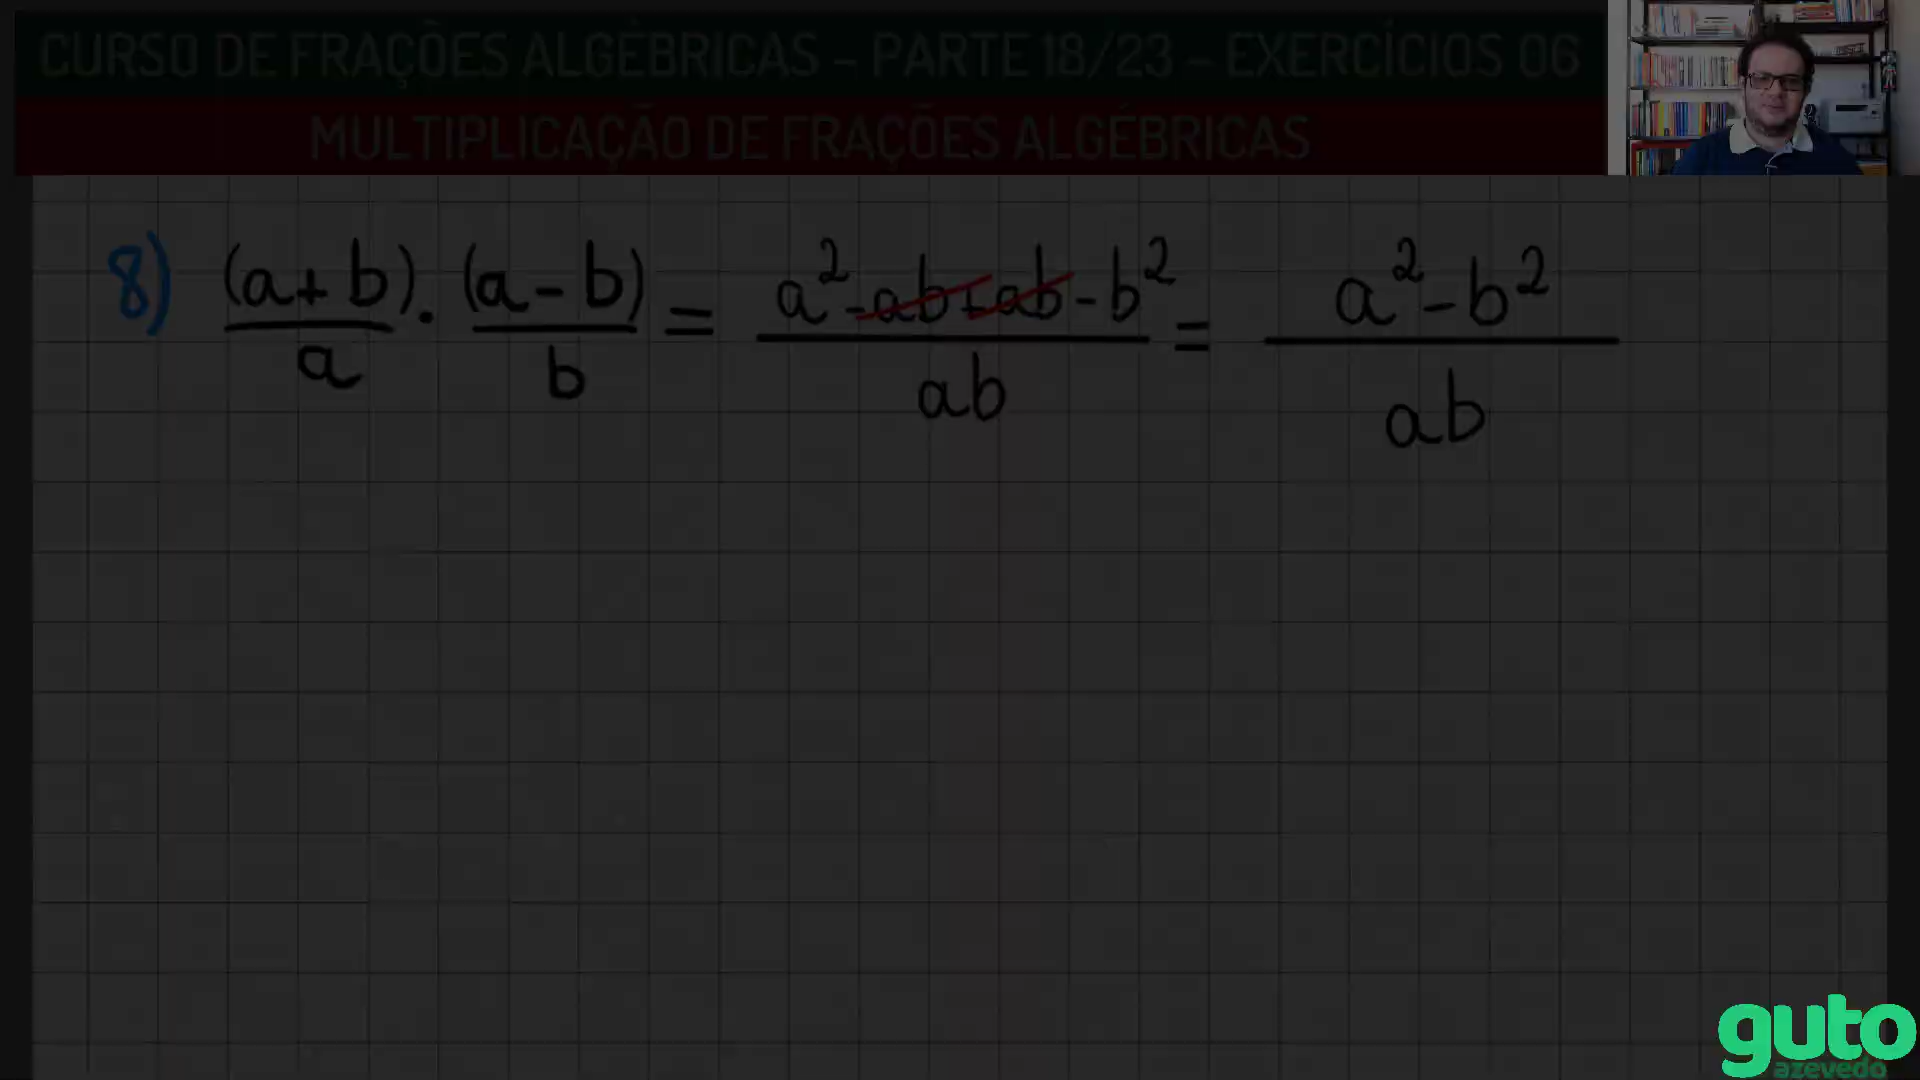 CURSO DE FRAÇÕES ALGÉBRICAS - PARTE 18/23 - EXERCÍCIOS 06
MULTIPLICAÇÃO DE FRAÇÕES ALGÉBRICAS
8) (a+b)/a · (a-b)/b = (a²-ab+ab-b²)/ab = (a²-b²)/ab
guto
azevedo